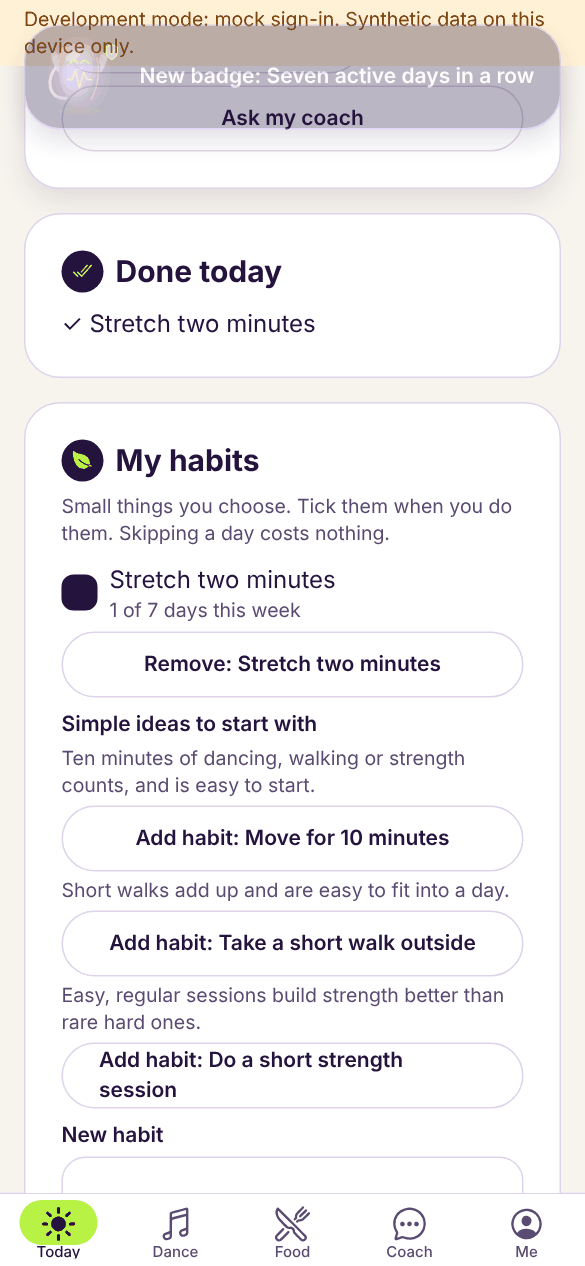 Development mode: mock sign-in. Synthetic data on this
device only.
New badge: Seven active days in a row
Ask my coach
Done today
✓ Stretch two minutes
My habits
Small things you choose. Tick them when you do
them. Skipping a day costs nothing.
Stretch two minutes
1 of 7 days this week
Remove: Stretch two minutes
Simple ideas to start with
Ten minutes of dancing, walking or strength
counts, and is easy to start.
Add habit: Move for 10 minutes
Short walks add up and are easy to fit into a day.
Add habit: Take a short walk outside
Easy, regular sessions build strength better than
rare hard ones.
Add habit: Do a short strength
session
New habit
Today
Dance
Food
Coach
Me